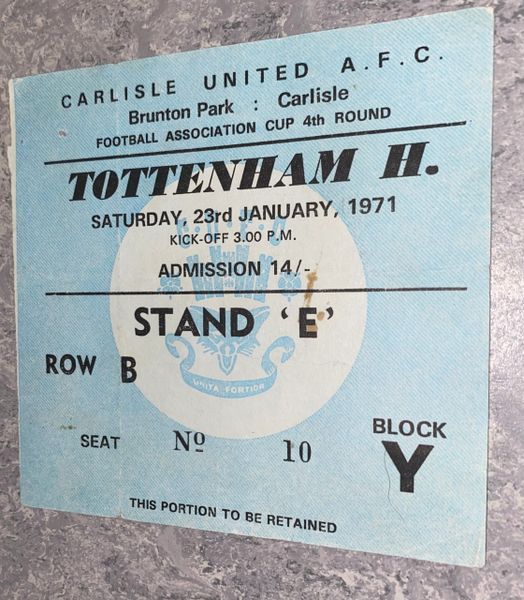 CARLISLE UNITED A.F.C.
Brunton Park : Carlisle
FOOTBALL ASSOCIATION CUP 4th ROUND
TOTTENHAM H.
SATURDAY, 23rd JANUARY, 1971
KICK-OFF 3.00 P.M.
ADMISSION 14/-
STAND ‘E’
ROW B
UNITA FORTIOR
SEAT No 10
BLOCK Y
THIS PORTION TO BE RETAINED